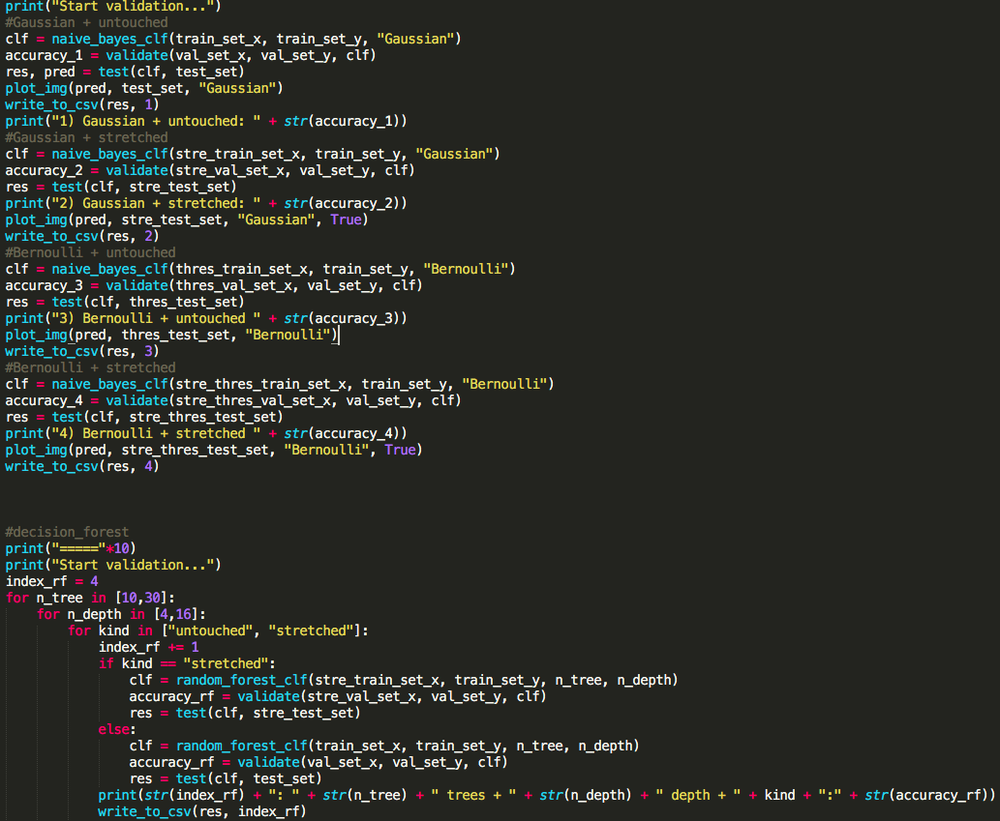 print("Start validation...")
#Gaussian + untouched
clf = naive_bayes_clf(train_set_x, train_set_y, "Gaussian")
accuracy_1 = validate(val_set_x, val_set_y, clf)
res, pred = test(clf, test_set)
plot_img(pred, test_set, "Gaussian")
write_to_csv(res, 1)
print("1) Gaussian + untouched: " + str(accuracy_1))
#Gaussian + stretched
clf = naive_bayes_clf(stre_train_set_x, train_set_y, "Gaussian")
accuracy_2 = validate(stre_val_set_x, val_set_y, clf)
res = test(clf, stre_test_set)
print("2) Gaussian + stretched: " + str(accuracy_2))
plot_img(pred, stre_test_set, "Gaussian", True)
write_to_csv(res, 2)
#Bernoulli + untouched
clf = naive_bayes_clf(thres_train_set_x, train_set_y, "Bernoulli")
accuracy_3 = validate(thres_val_set_x, val_set_y, clf)
res = test(clf, thres_test_set)
print("3) Bernoulli + untouched " + str(accuracy_3))
plot_img(pred, thres_test_set, "Bernoulli")
write_to_csv(res, 3)
#Bernoulli + stretched
clf = naive_bayes_clf(stre_thres_train_set_x, train_set_y, "Bernoulli")
accuracy_4 = validate(stre_thres_val_set_x, val_set_y, clf)
res = test(clf, stre_thres_test_set)
print("4) Bernoulli + stretched " + str(accuracy_4))
plot_img(pred, stre_thres_test_set, "Bernoulli", True)
write_to_csv(res, 4)
#decision_forest
print("====="*10)
print("Start validation...")
index_rf = 4
for n_tree in [10,30]:
    for n_depth in [4,16]:
        for kind in ["untouched", "stretched"]:
            index_rf += 1
            if kind == "stretched":
                clf = random_forest_clf(stre_train_set_x, train_set_y, n_tree, n_depth)
                accuracy_rf = validate(stre_val_set_x, val_set_y, clf)
                res = test(clf, stre_test_set)
            else:
                clf = random_forest_clf(train_set_x, train_set_y, n_tree, n_depth)
                accuracy_rf = validate(val_set_x, val_set_y, clf)
                res = test(clf, test_set)
            print(str(index_rf) + ": " + str(n_tree) + " trees + " + str(n_depth) + " depth + " + kind + ":" + str(accuracy_rf))
            write_to_csv(res, index_rf)